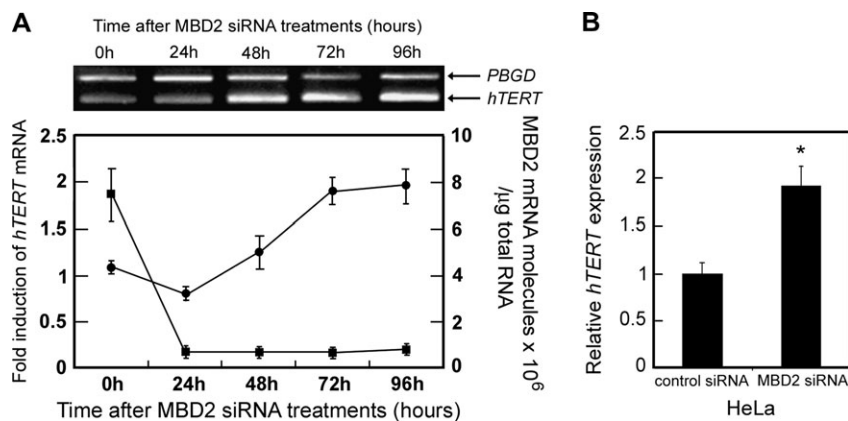 A
Time after MBD2 siRNA treatments (hours)
0h 24h 48h 72h 96h
PBGD
hTERT
Fold induction of hTERT mRNA
2.5
2
1.5
1
0.5
0
10
8
6
4
2
0
MBD2 mRNA molecules x 10⁶
/µg total RNA
0h 24h 48h 72h 96h
Time after MBD2 siRNA treatments (hours)
B
Relative hTERT expression
2.5
2
1.5
1
0.5
0
*
control siRNA MBD2 siRNA
HeLa